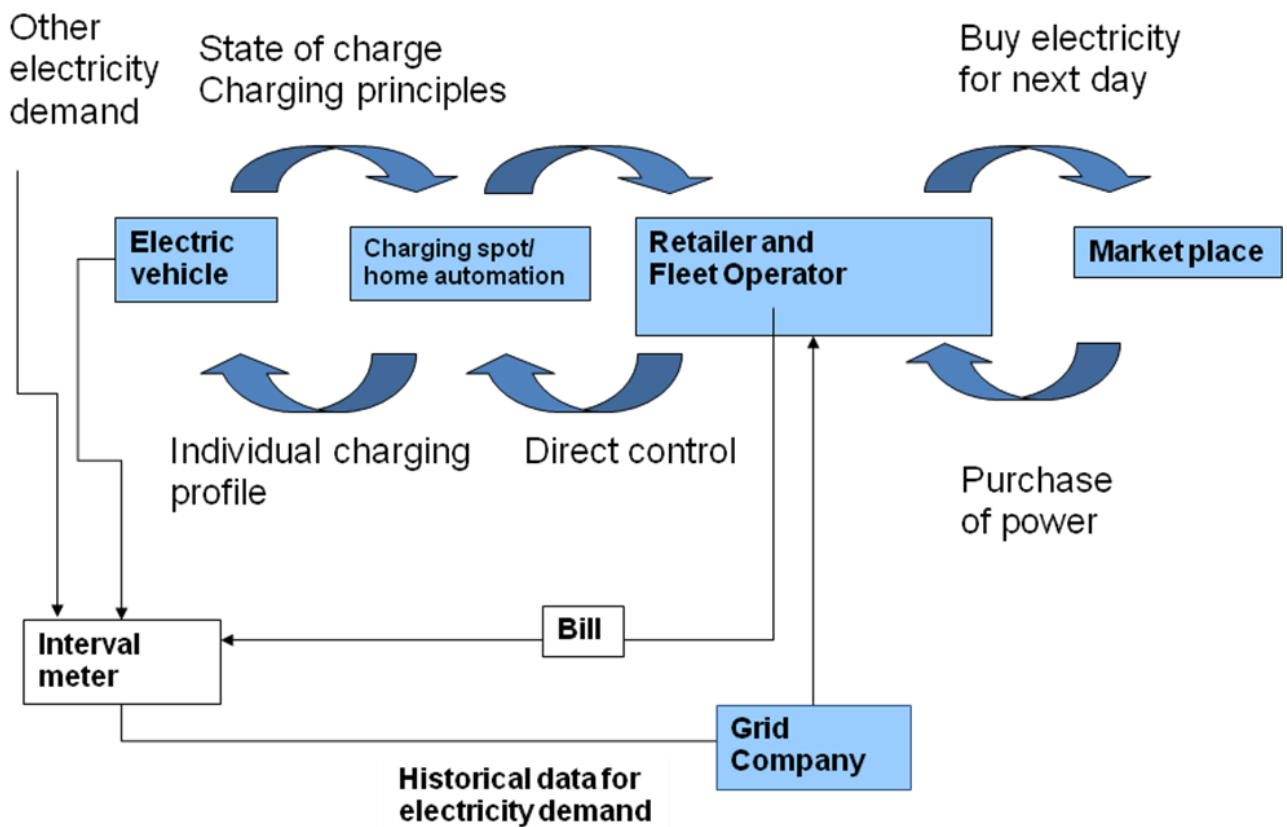 Other
electricity
demand
State of charge
Charging principles
Buy electricity
for next day
Electric
vehicle
Charging spot/
home automation
Retailer and
Fleet Operator
Market place
Individual charging
profile
Direct control
Purchase
of power
Interval
meter
Bill
Grid
Company
Historical data for
electricity demand